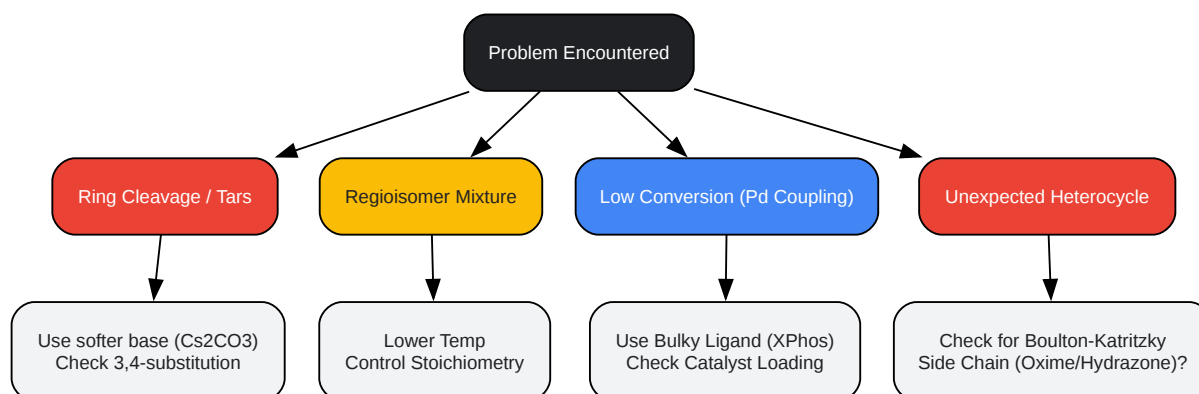 Problem Encountered
Ring Cleavage / Tars
Regioisomer Mixture
Low Conversion (Pd Coupling)
Unexpected Heterocycle
Use softer base (Cs2CO3)
Check 3,4-substitution
Lower Temp
Control Stoichiometry
Use Bulky Ligand (XPhos)
Check Catalyst Loading
Check for Boulton-Katritzky
Side Chain (Oxime/Hydrazone)?